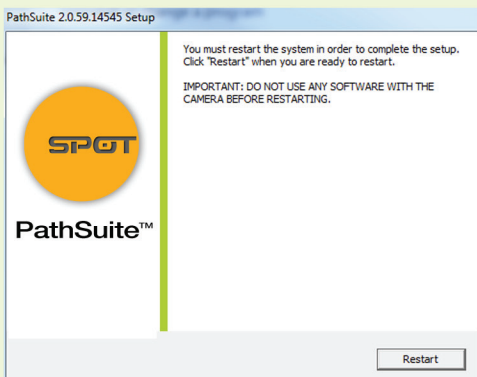 PathSuite 2.0.59.14545 Setup
You must restart the system in order to complete the setup.
Click "Restart" when you are ready to restart.
IMPORTANT: DO NOT USE ANY SOFTWARE WITH THE
CAMERA BEFORE RESTARTING.
SPOT
PathSuite™
Restart